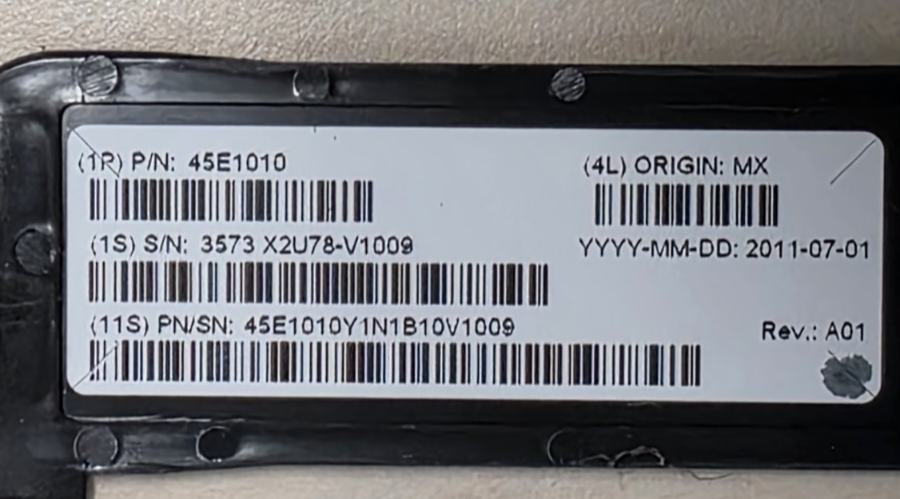 (1P) P/N: 45E1010
(4L) ORIGIN: MX
(1S) S/N: 3573 X2U78-V1009
YYYY-MM-DD: 2011-07-01
(11S) PN/SN: 45E1010Y1N1B10V1009
Rev.: A01